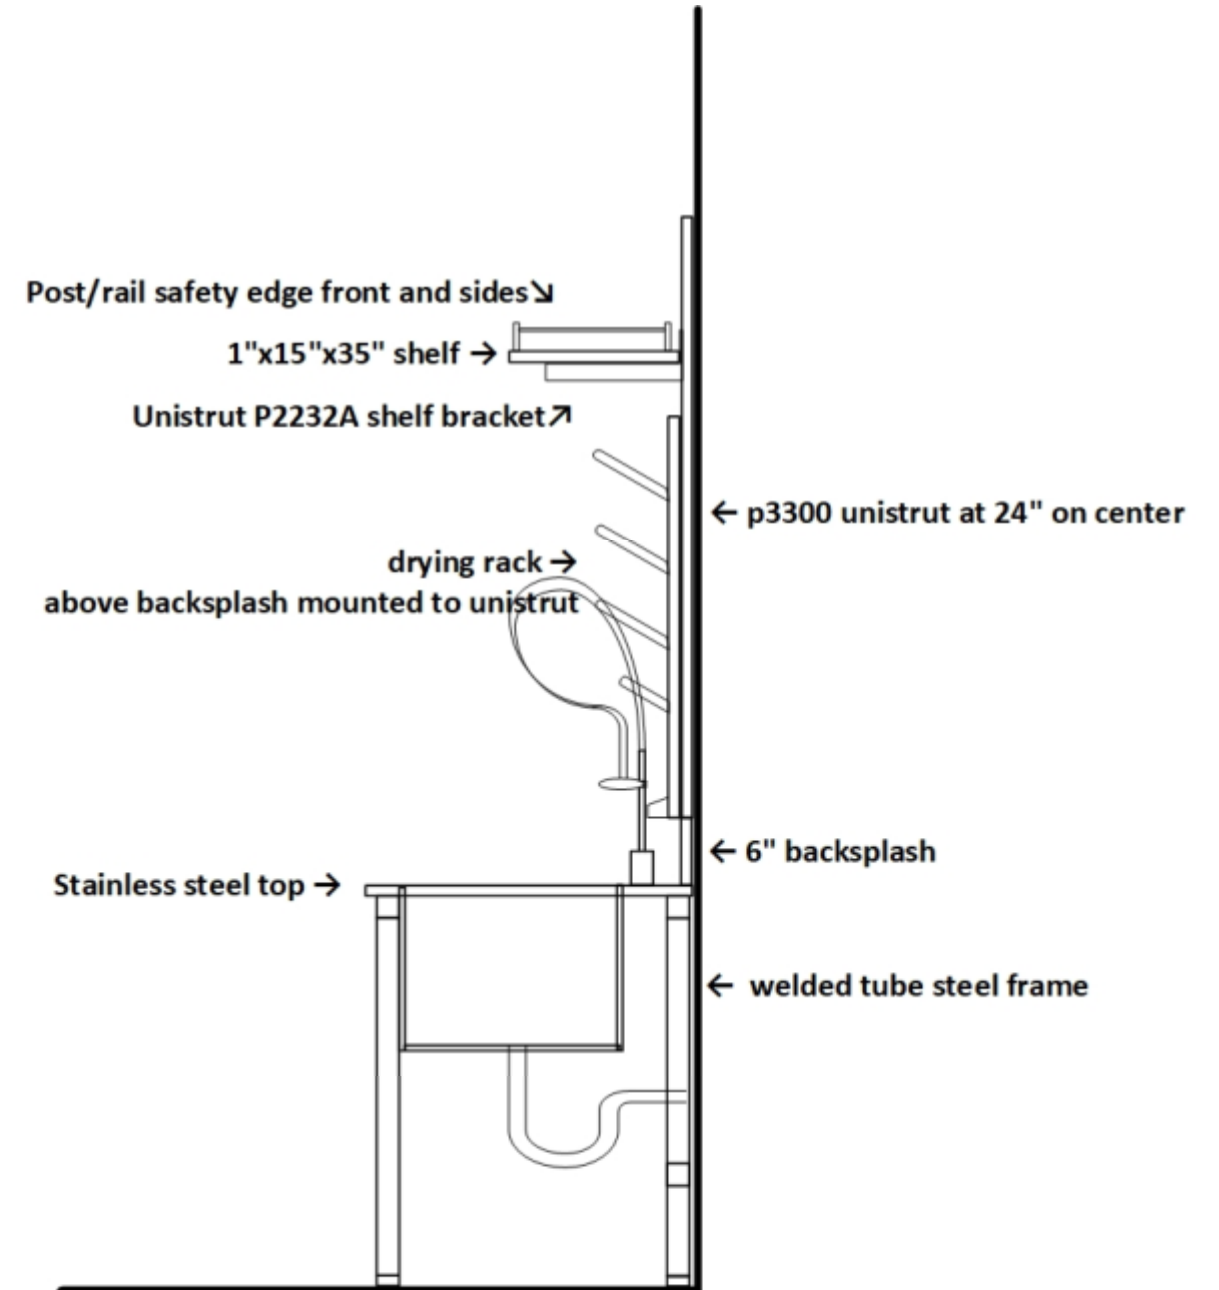 Post/rail safety edge front and sides↘
1"x15"x35" shelf →
Unistrut P2232A shelf bracket↗
← p3300 unistrut at 24" on center
drying rack →
above backsplash mounted to unistrut
← 6" backsplash
Stainless steel top →
← welded tube steel frame